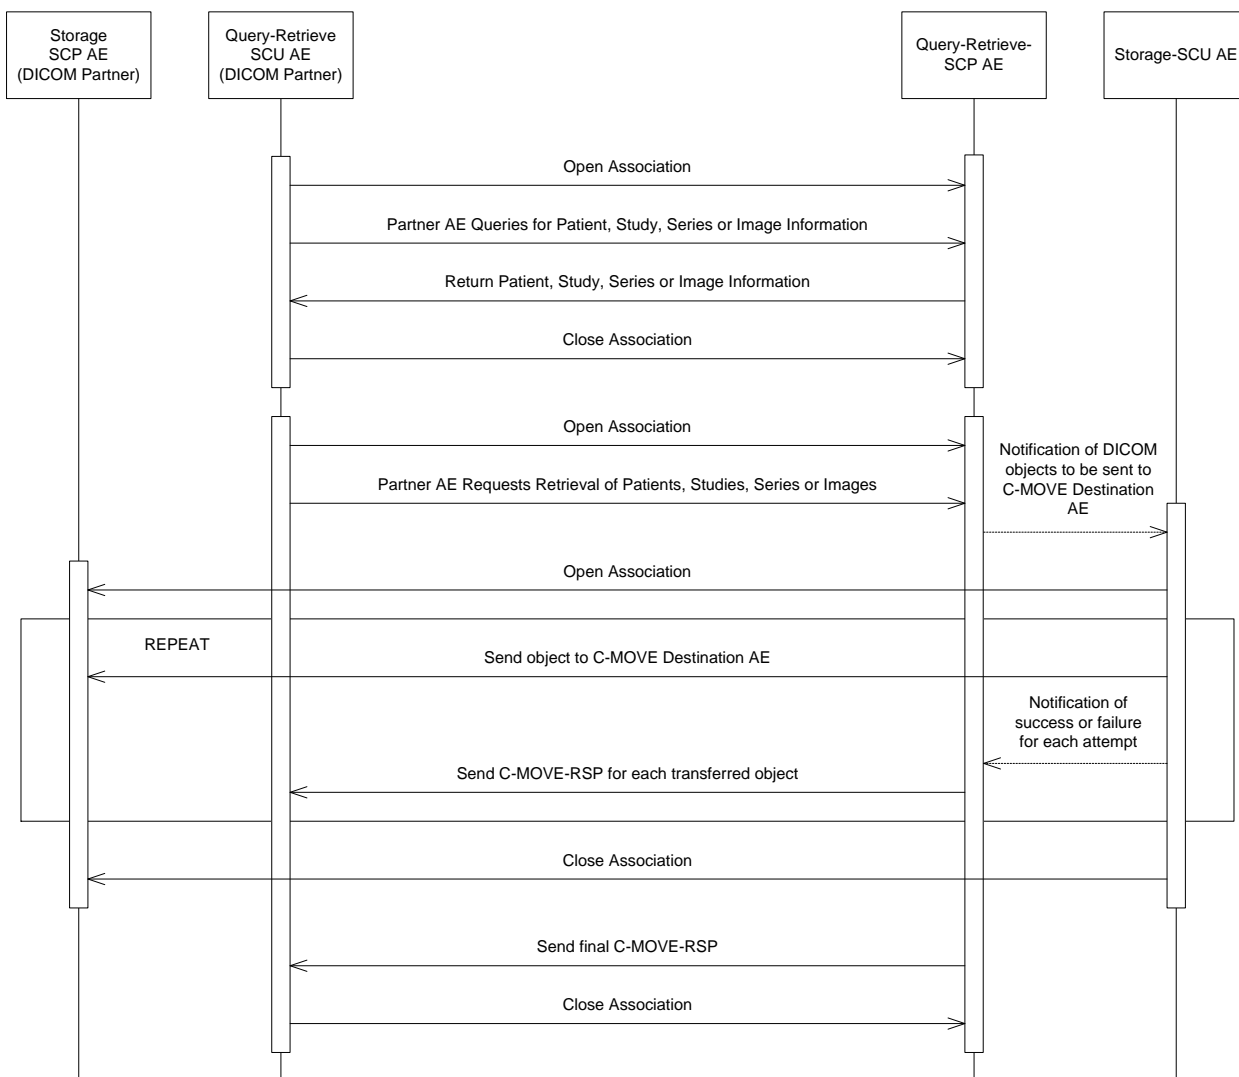 Storage
SCP AE
(DICOM Partner)
Query-Retrieve
SCU AE
(DICOM Partner)
Query-Retrieve-
SCP AE
Storage-SCU AE
Open Association
Partner AE Queries for Patient, Study, Series or Image Information
Return Patient, Study, Series or Image Information
Close Association
Open Association
Partner AE Requests Retrieval of Patients, Studies, Series or Images
Notification of DICOM
objects to be sent to
C-MOVE Destination
AE
Open Association
REPEAT
Send object to C-MOVE Destination AE
Notification of
success or failure
for each attempt
Send C-MOVE-RSP for each transferred object
Close Association
Send final C-MOVE-RSP
Close Association